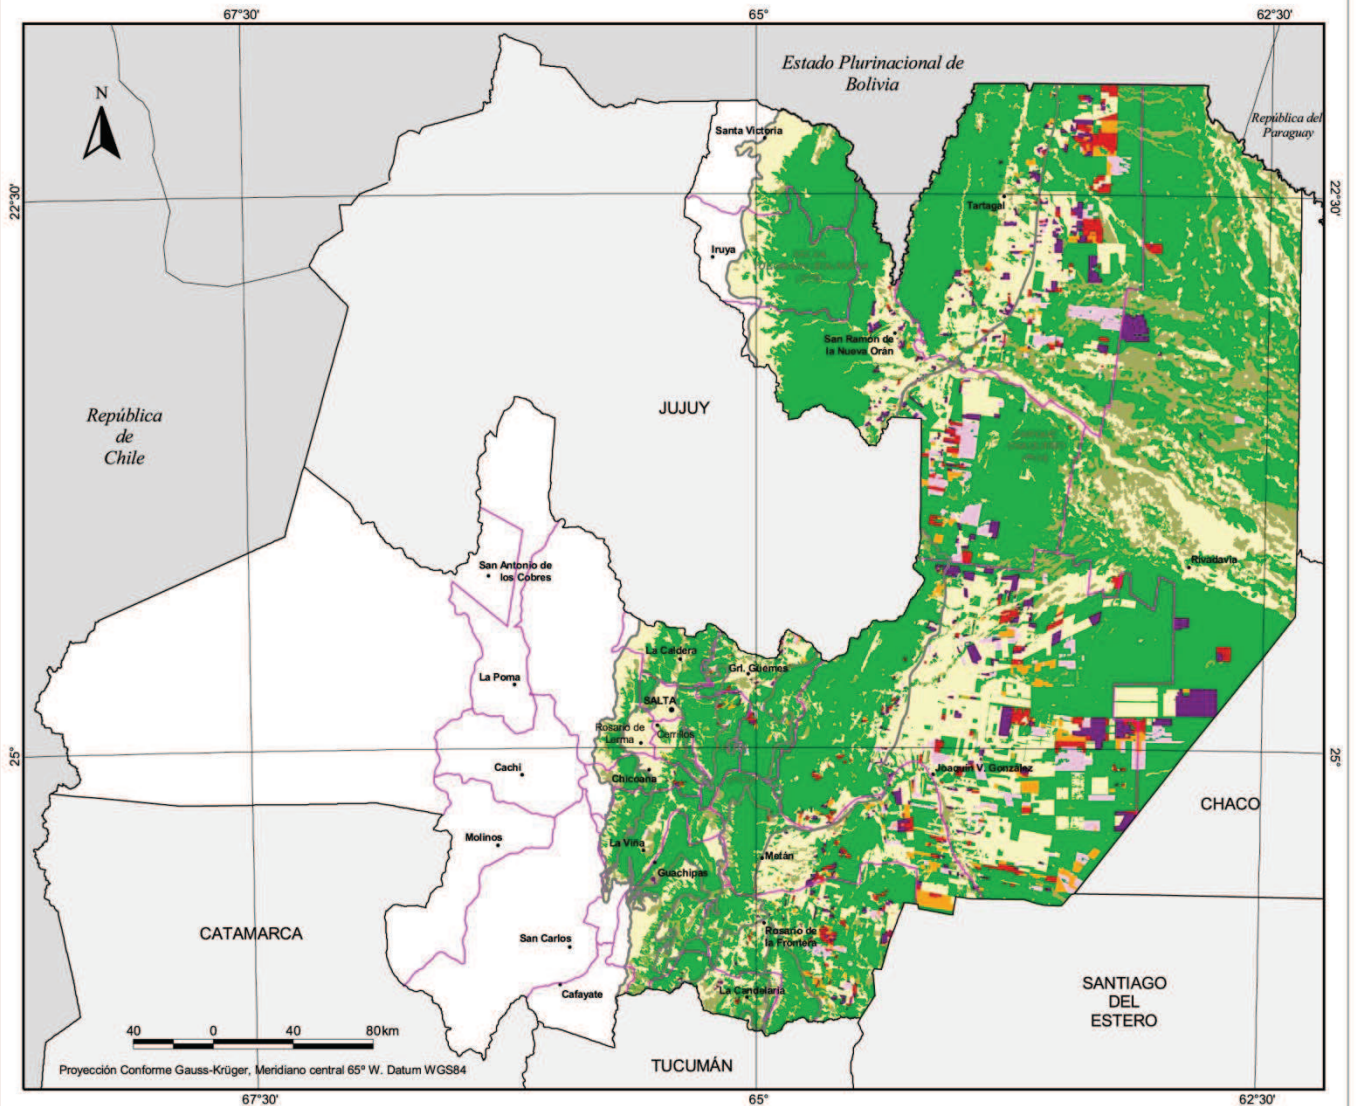 67°30'
65°
62°30'
Estado Plurinacional de
Bolivia
República del
Paraguay
N
Santa Victoria
22°30'
22°30'
Tartagal
Iruya
San Ramón de
la Nueva Orán
República
de
Chile
JUJUY
Rivadavia
San Antonio de
los Cobres
La Caldera
Grl. Güemes
La Poma
SALTA
Rosario de
Lerma
Cerrillos
25°
25°
Cachi
Chicoana
Joaquín V. González
CHACO
Molinos
La Viña
Metán
Guachipas
CATAMARCA
San Carlos
Rosario de
la Frontera
Cafayate
La Candelaria
SANTIAGO
DEL
ESTERO
40 0 40 80km
TUCUMÁN
Proyección Conforme Gauss-Krüger, Meridiano central 65° W. Datum WGS84
67°30'
65°
62°30'